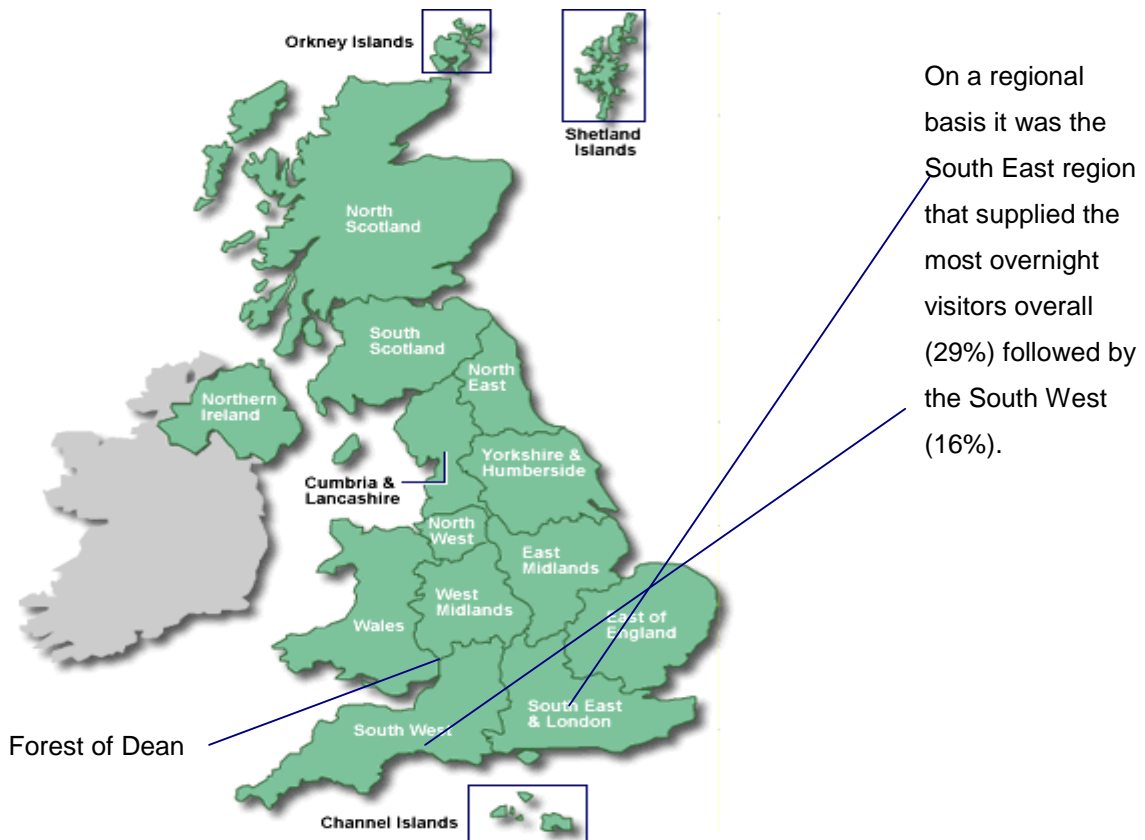 Orkney Islands
Shetland
Islands
North
Scotland
South
Scotland
North
East
Northern
Ireland
Yorkshire &
Humberside
Cumbria &
Lancashire
North
West
East
Midlands
West
Midlands
Wales
East of
England
South East
& London
South West
Forest of Dean
Channel Islands
On a regional
basis it was the
South East region
that supplied the
most overnight
visitors overall
(29%) followed by
the South West
(16%).